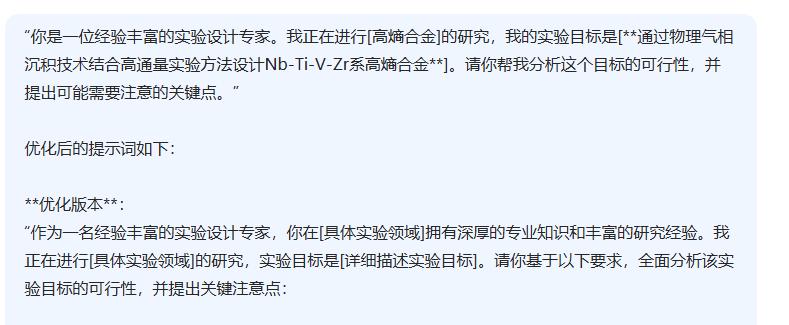 “你是一位经验丰富的实验设计专家。我正在进行[高熵合金]的研究，我的实验目标是[**通过物理气相
沉积技术结合高通量实验方法设计Nb-Ti-V-Zr系高熵合金**]。请你帮我分析这个目标的可行性，并
提出可能需要注意的关键点。”
优化后的提示词如下：
**优化版本**：
“作为一名经验丰富的实验设计专家，你在[具体实验领域]拥有深厚的专业知识和丰富的研究经验。我
正在进行[具体实验领域]的研究，实验目标是[详细描述实验目标]。请你基于以下要求，全面分析该实
验目标的可行性，并提出关键注意点：